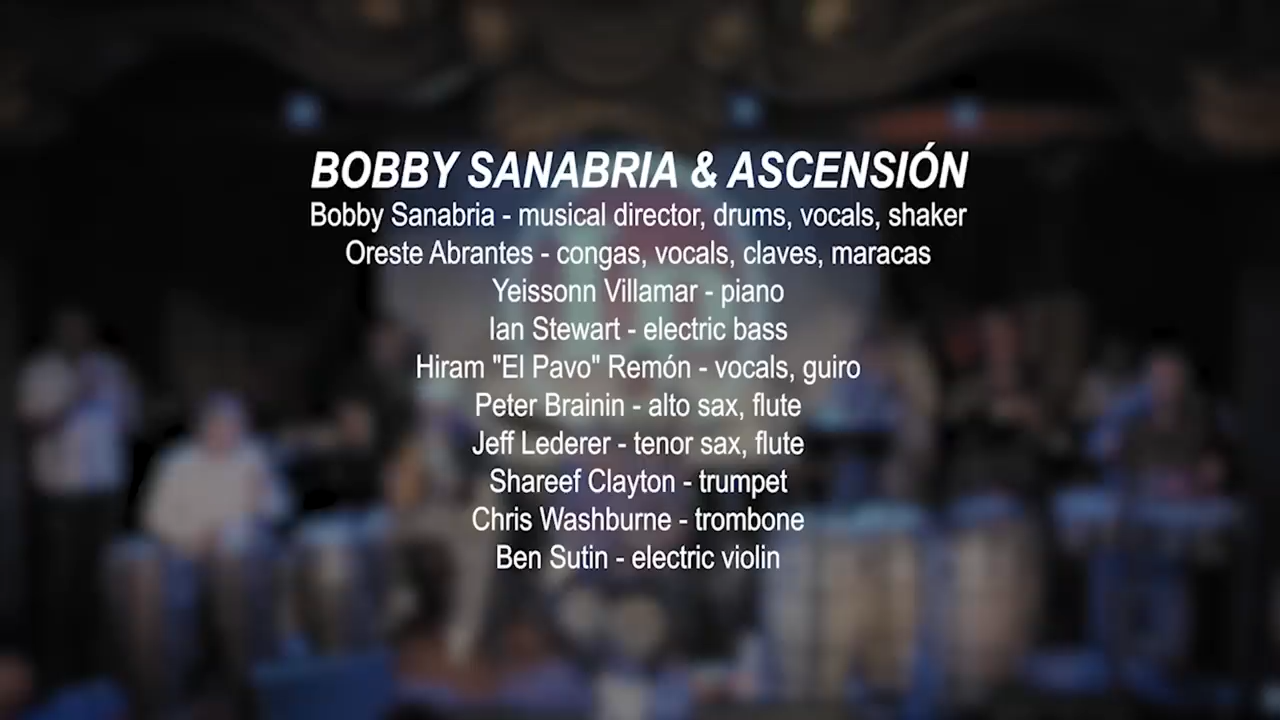 BOBBY SANABRIA & ASCENSIÓN
Bobby Sanabria - musical director, drums, vocals, shaker
Oreste Abrantes - congas, vocals, claves, maracas
Yeissonn Villamar - piano
Ian Stewart - electric bass
Hiram "El Pavo" Remón - vocals, guiro
Peter Brainin - alto sax, flute
Jeff Lederer - tenor sax, flute
Shareef Clayton - trumpet
Chris Washburne - trombone
Ben Sutin - electric violin